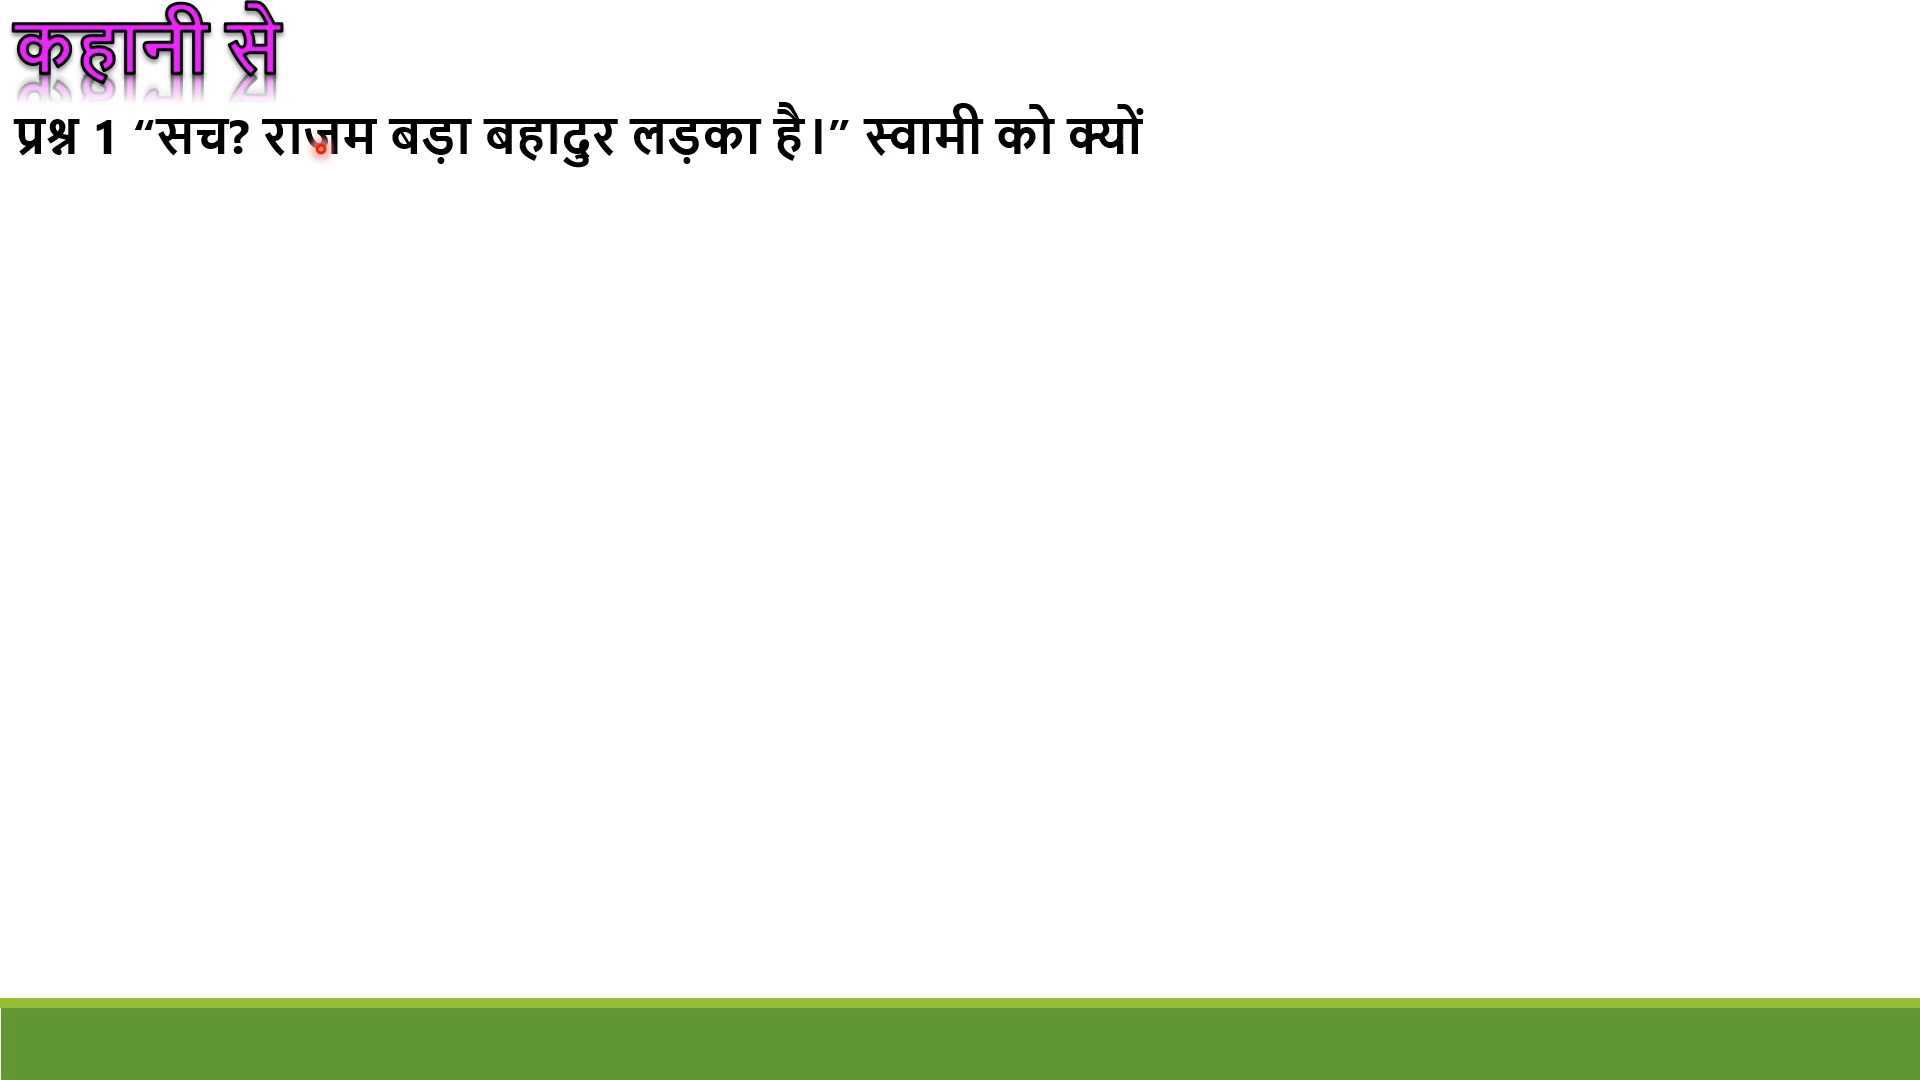 कहानी से
प्रश्न 1 “सच? राजम बड़ा बहादुर लड़का है।” स्वामी को क्यों